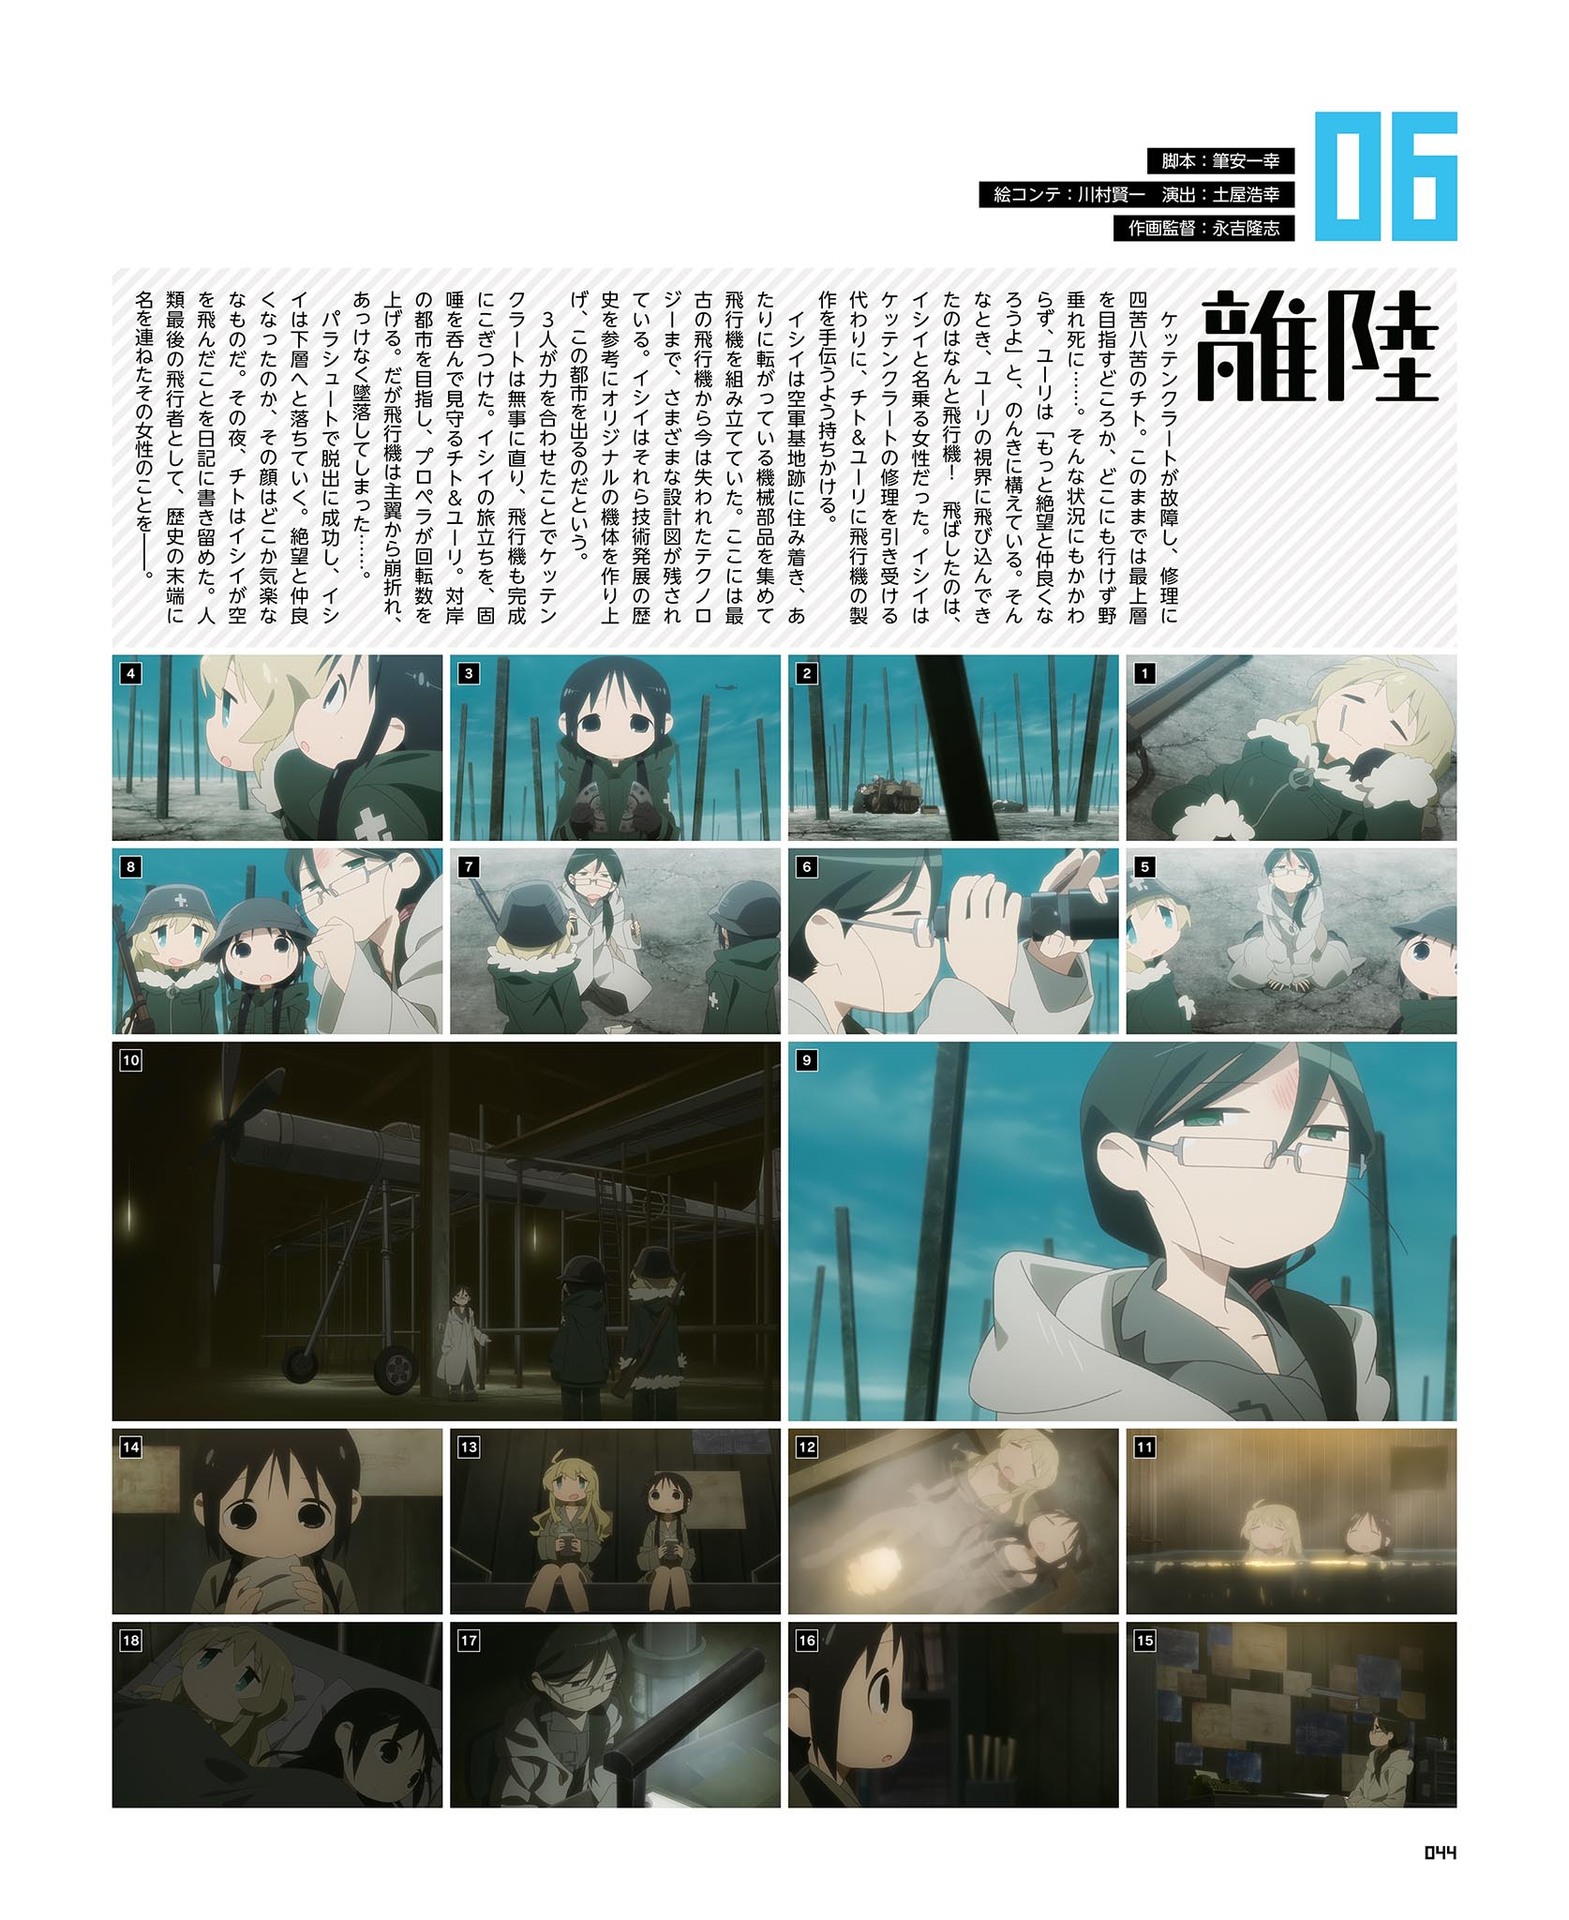 06
脚本：筆安一幸
絵コンテ：川村賢一　演出：土屋浩幸
作画監督：永吉隆志
離陸
　ケッテンクラートが故障し、修理に
四苦八苦のチト。このままでは最上層
を目指すどころか、どこにも行けず野
垂れ死に……。そんな状況にもかかわ
らず、ユーリは「もっと絶望と仲良くな
ろうよ」と、のんきに構えている。そん
なとき、ユーリの視界に飛び込んでき
たのはなんと飛行機！　飛ばしたのは、
イシイと名乗る女性だった。イシイは
ケッテンクラートの修理を引き受ける
代わりに、チト＆ユーリに飛行機の製
作を手伝うよう持ちかける。
　イシイは空軍基地跡に住み着き、あ
たりに転がっている機械部品を集めて
飛行機を組み立てていた。ここには最
古の飛行機から今は失われたテクノロ
ジーまで、さまざまな設計図が残され
ている。イシイはそれら技術発展の歴
史を参考にオリジナルの機体を作り上
げ、この都市を出るのだという。
　３人が力を合わせたことでケッテン
クラートは無事に直り、飛行機も完成
にこぎつけた。イシイの旅立ちを、固
唾を呑んで見守るチト＆ユーリ。対岸
の都市を目指し、プロペラが回転数を
上げる。だが飛行機は主翼から崩折れ、
あっけなく墜落してしまった……。
　パラシュートで脱出に成功し、イシ
イは下層へと落ちていく。絶望と仲良
くなったのか、その顔はどこか気楽な
なものだ。その夜、チトはイシイが空
を飛んだことを日記に書き留めた。人
類最後の飛行者として、歴史の末端に
名を連ねたその女性のことを――。
1
2
3
4
5
6
7
8
9
10
11
12
13
14
15
16
17
18
044